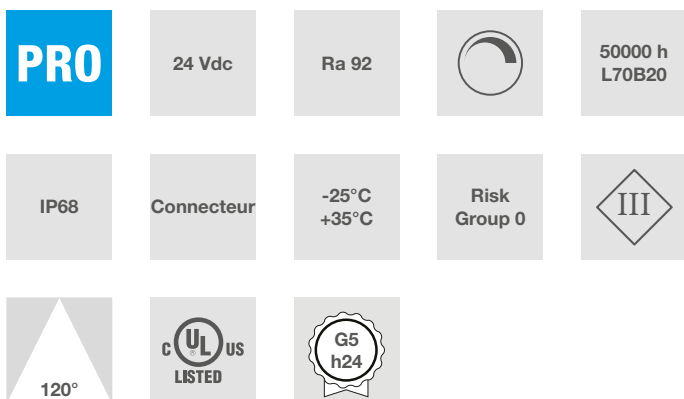 PRO
24 Vdc
Ra 92
50000 h
L70B20
IP68
Connecteur
-25°C
+35°C
Risk
Group 0
III
120°
C UL US
®
LISTED
G5
h24